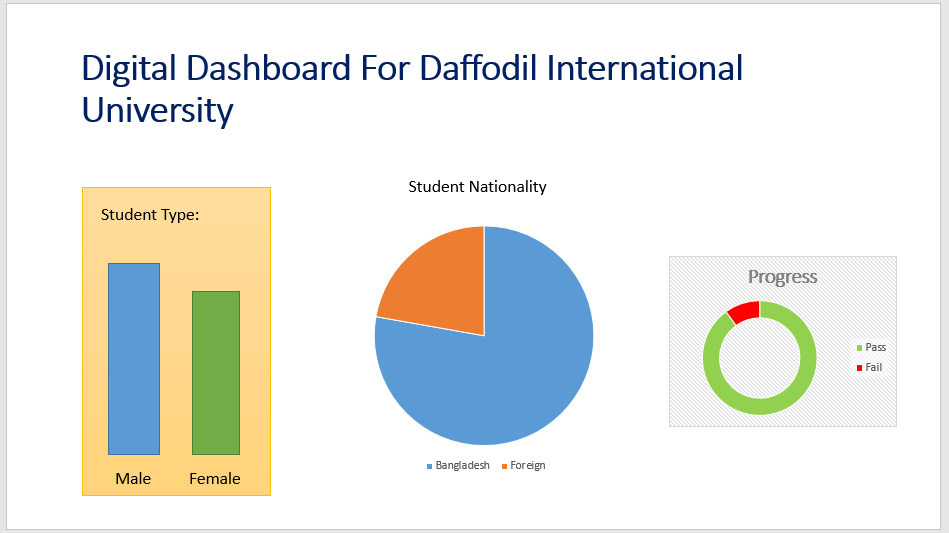 Digital Dashboard For Daffodil International
University
Student Type:
Male Female
Student Nationality
Bangladesh Foreign
Progress
Pass
Fail